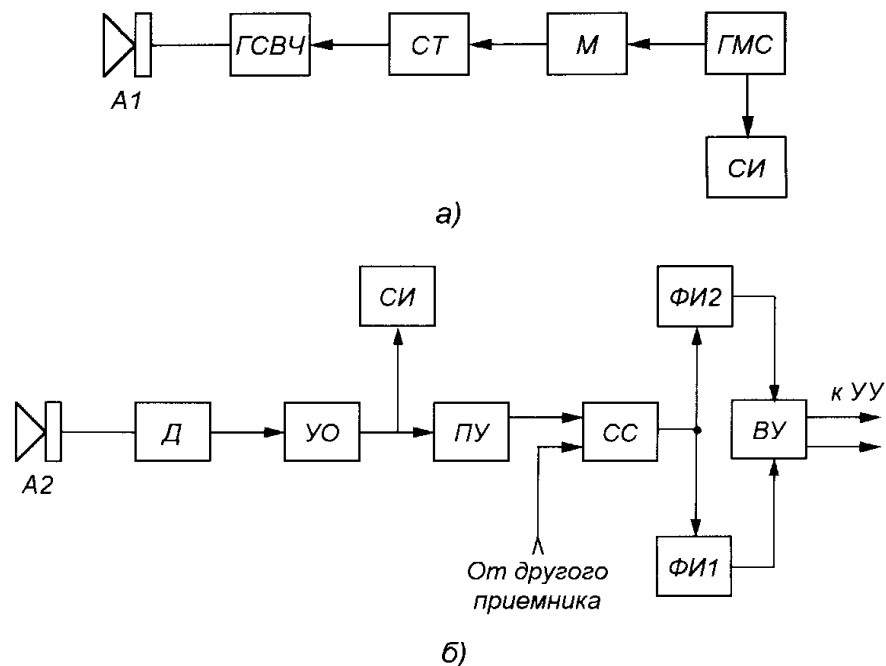 ГСВЧ СТ М ГМС
А1
СИ
а)
СИ ФИ2
к УУ
Д УО ПУ СС ВУ
А2
От другого
приемника
ФИ1
б)